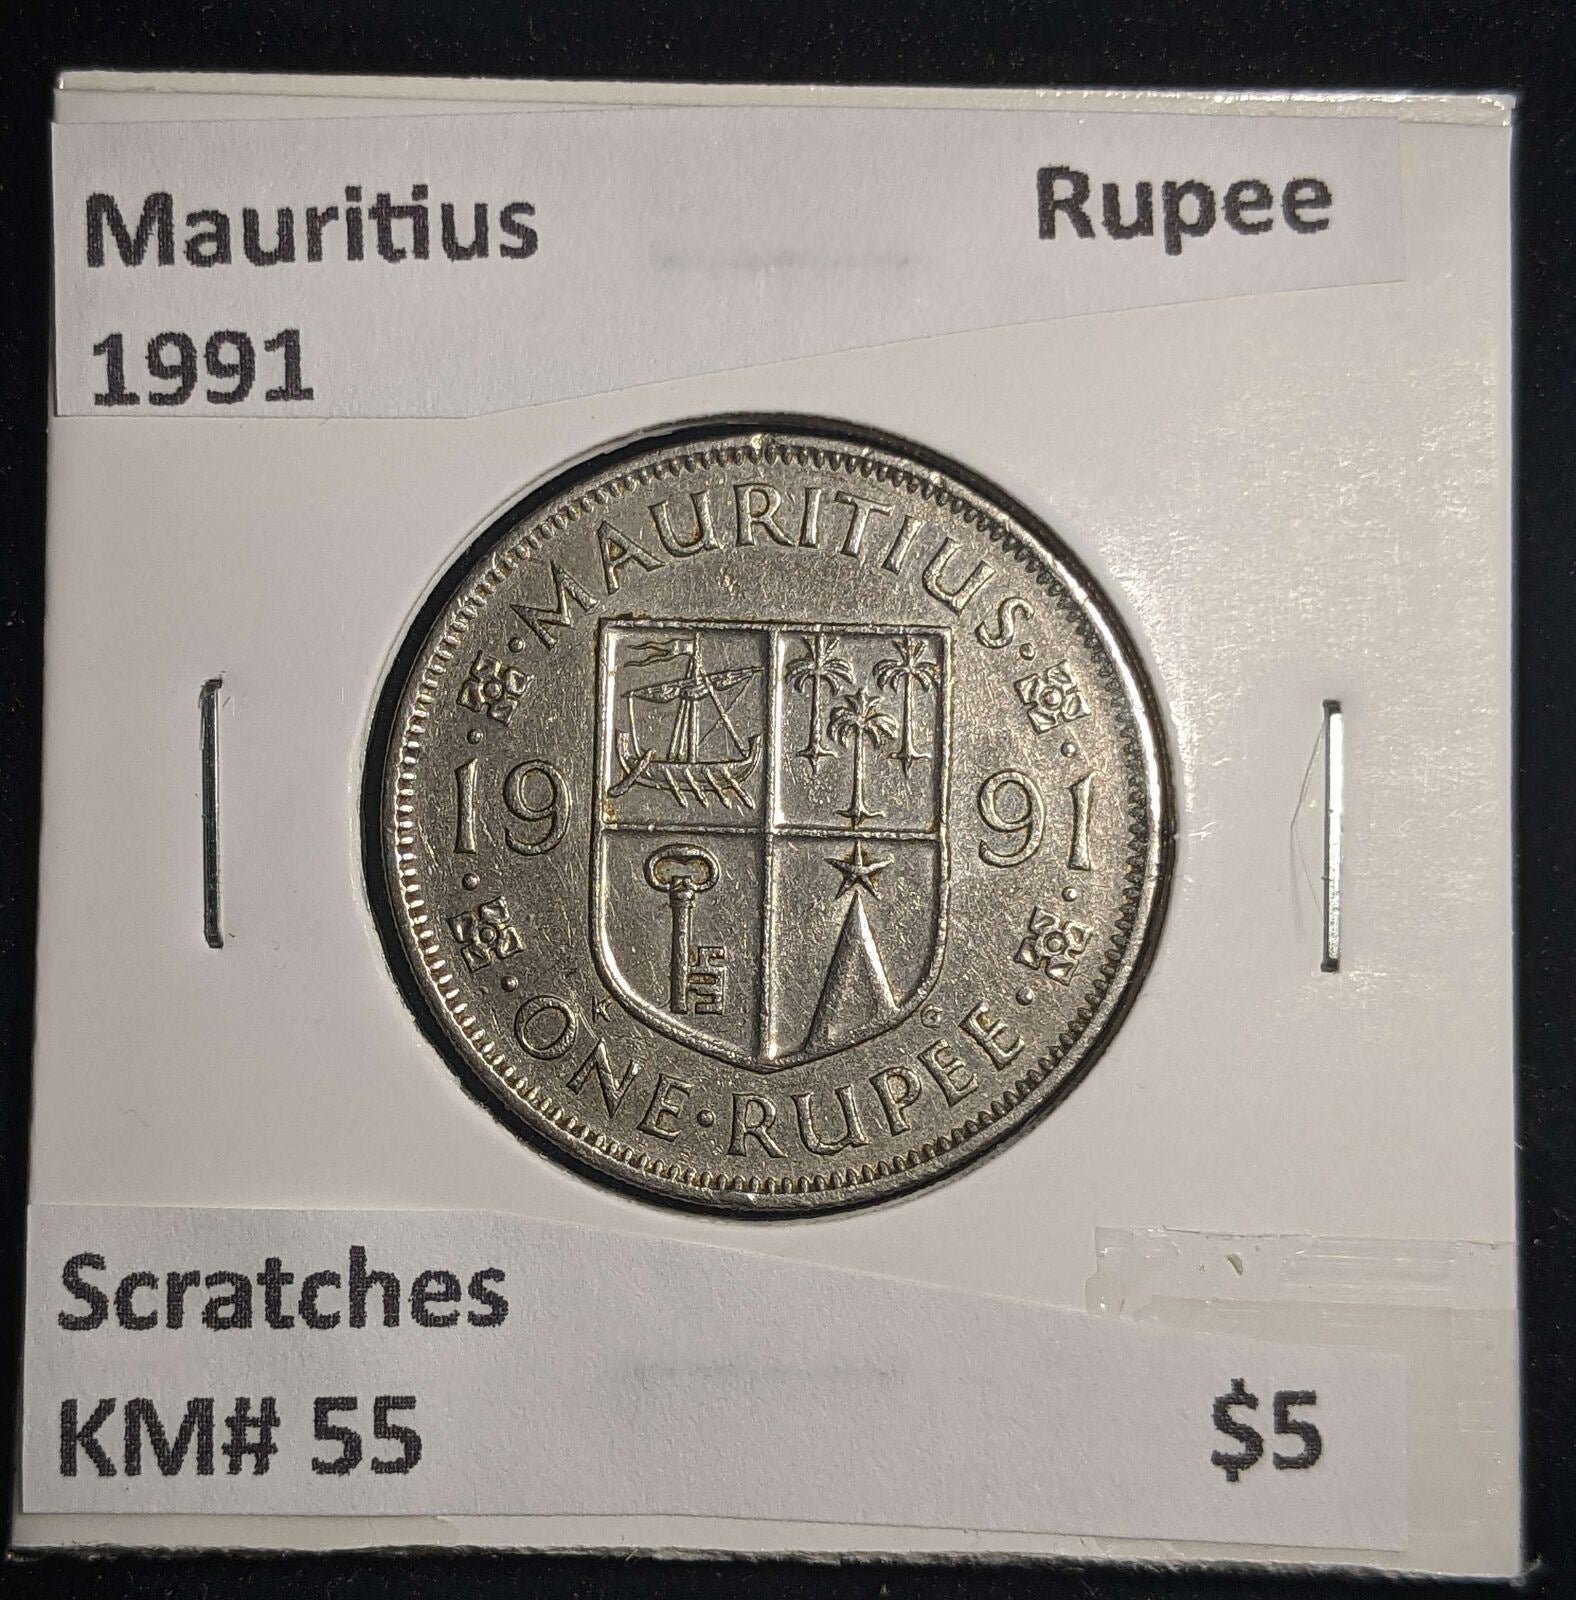 Mauritius Rupee
1991
·MAURITIUS·
·19 91·
K G
·ONE·RUPEE·
Scratches
KM# 55 $5